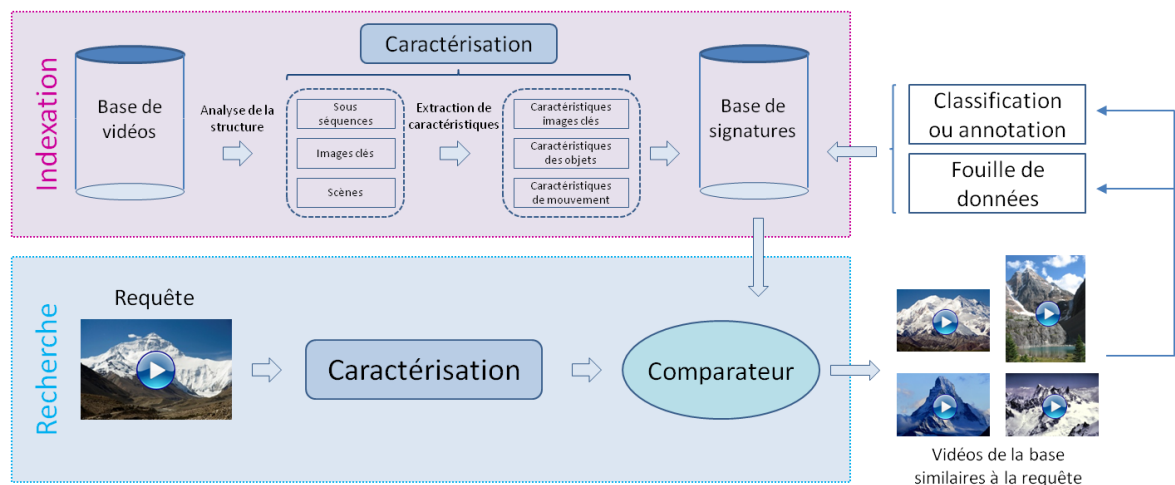 Indexation
Caractérisation
Base de
vidéos
Analyse de la
structure
Sous
séquences
Images clés
Scènes
Extraction de
caractéristiques
Caractéristiques
images clés
Caractéristiques
des objets
Caractéristiques
de mouvement
Base de
signatures
Classification
ou annotation
Fouille de
données
Recherche
Requête
Caractérisation
Comparateur
Vidéos de la base
similaires à la requête